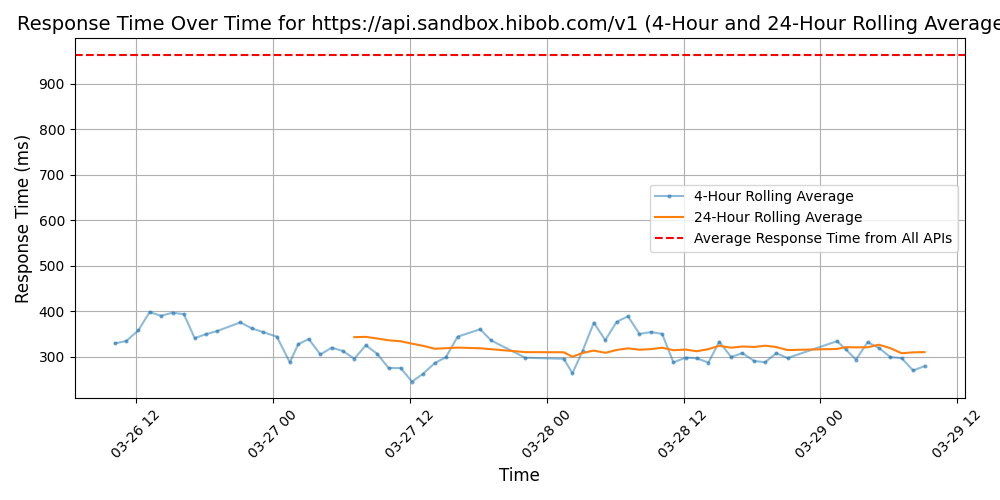 Response Time Over Time for https://api.sandbox.hibob.com/v1 (4-Hour and 24-Hour Rolling Average
Response Time (ms)
900
800
700
600
500
400
300
4-Hour Rolling Average
24-Hour Rolling Average
Average Response Time from All APIs
03-26 12
03-27 00
03-27 12
03-28 00
03-28 12
03-29 00
03-29 12
Time